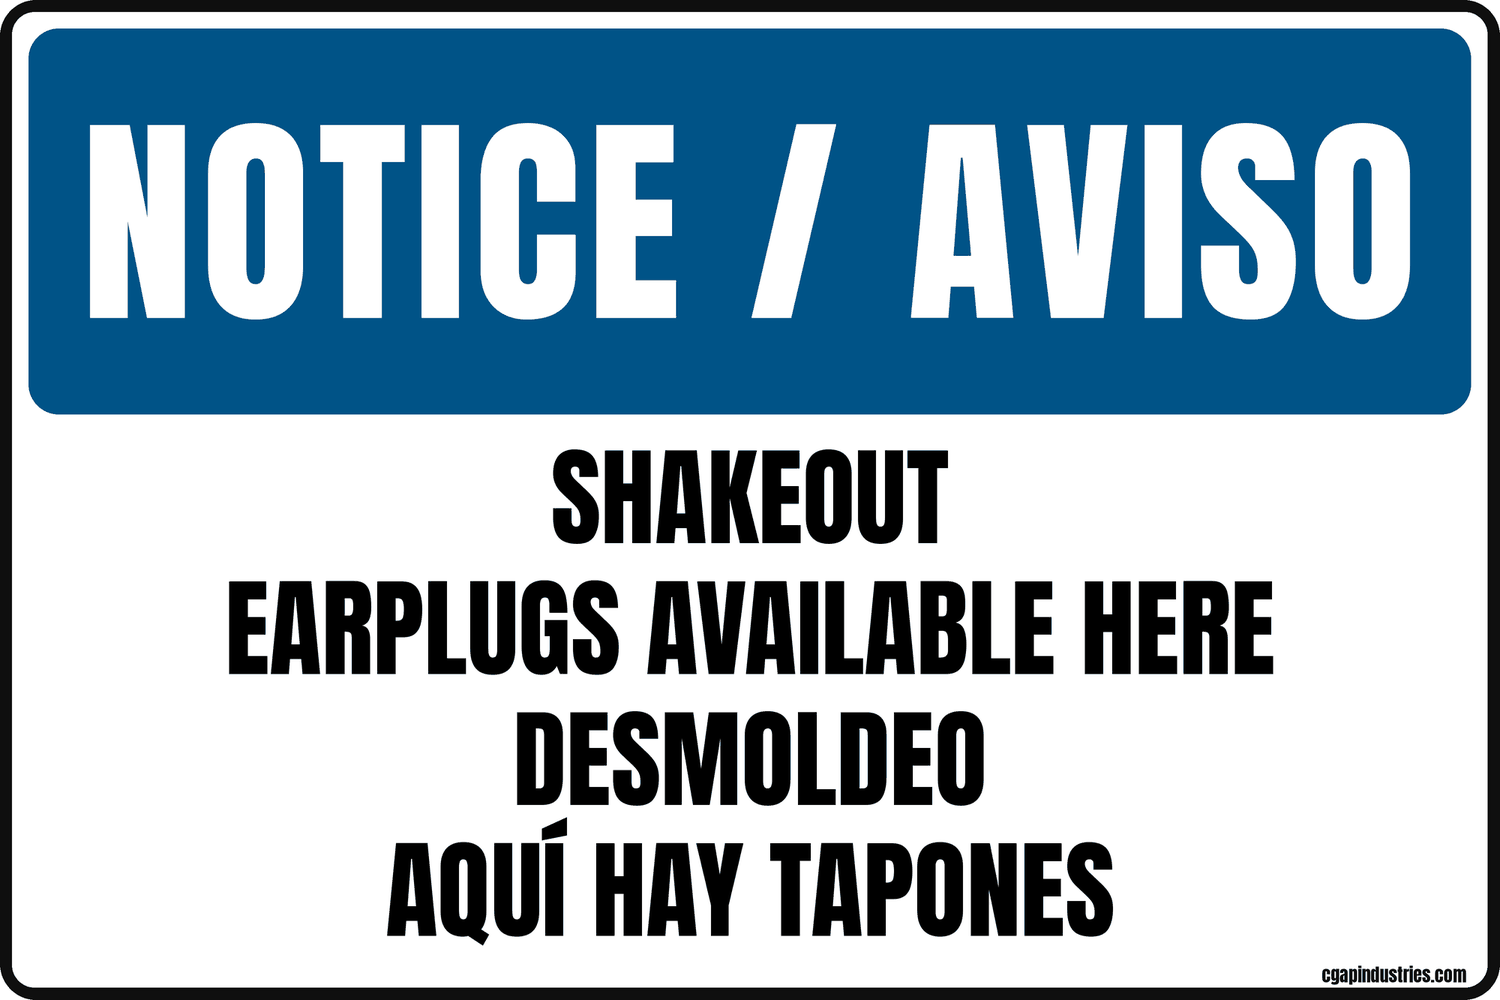 NOTICE / AVISO
SHAKEOUT
EARPLUGS AVAILABLE HERE
DESMOLDEO
AQUÍ HAY TAPONES
cgapindustries.com